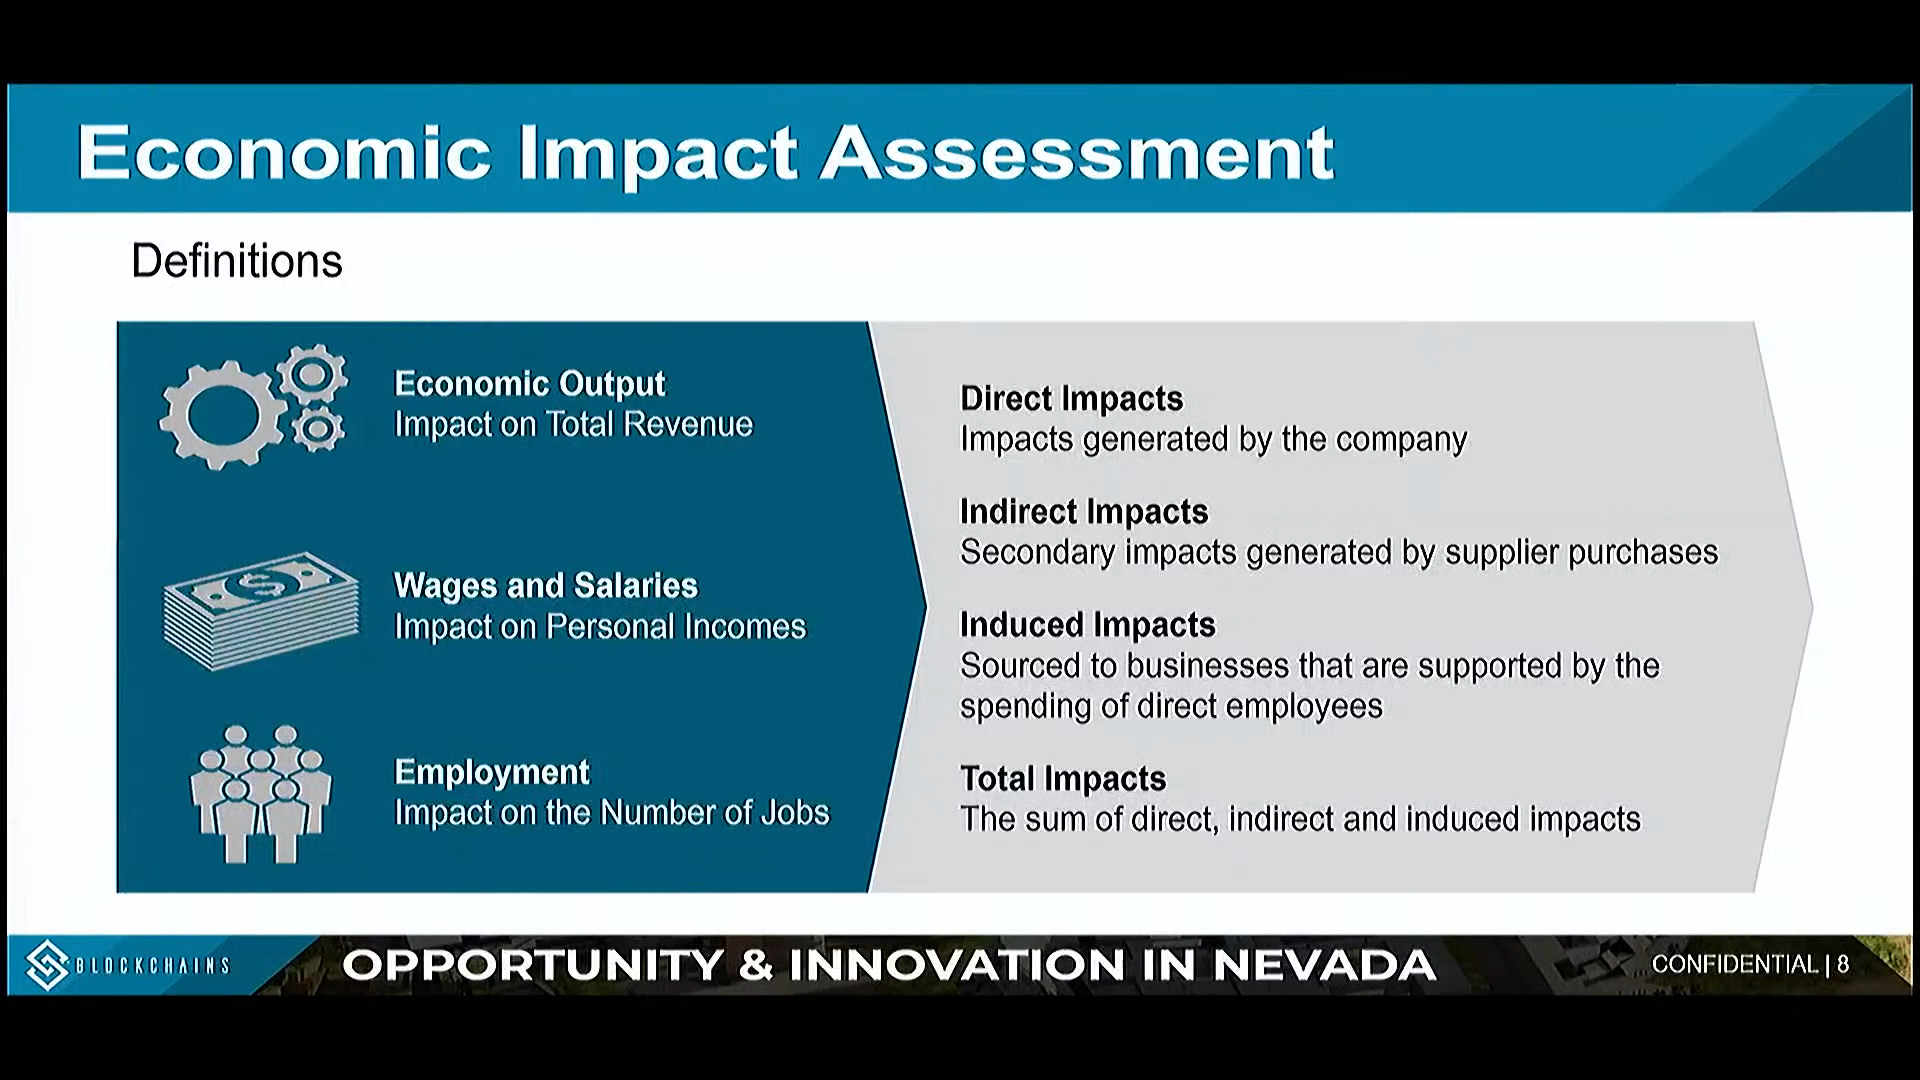 Economic Impact Assessment
Definitions
Economic Output
Impact on Total Revenue
Wages and Salaries
Impact on Personal Incomes
Employment
Impact on the Number of Jobs
Direct Impacts
Impacts generated by the company
Indirect Impacts
Secondary impacts generated by supplier purchases
Induced Impacts
Sourced to businesses that are supported by the
spending of direct employees
Total Impacts
The sum of direct, indirect and induced impacts
BLOCKCHAINS
OPPORTUNITY & INNOVATION IN NEVADA
CONFIDENTIAL | 8